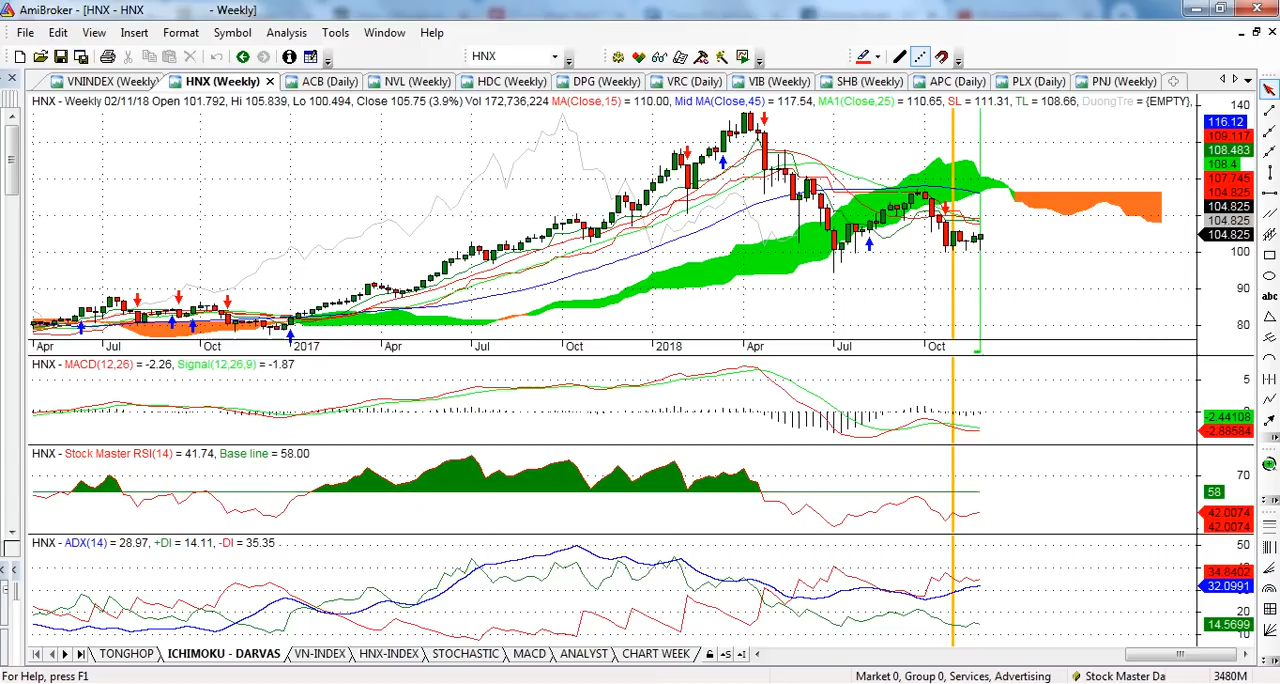 AmiBroker - [HNX - HNX - Weekly]
File Edit View Insert Format Symbol Analysis Tools Window Help
HNX
VNINDEX (Weekly) HNX (Weekly) ACB (Daily) NVL (Weekly) HDC (Weekly) DPG (Weekly) VRC (Daily) VIB (Weekly) SHB (Weekly) APC (Daily) PLX (Daily) PNJ (Weekly)
HNX - Weekly 02/11/18 Open 101.792, Hi 105.839, Lo 100.494, Close 105.75 (3.9%) Vol 172,736,224 MA(Close,15) = 110.00, Mid MA(Close,45) = 117.54, MA1(Close,25) = 110.65, SL = 111.31, TL = 108.66, DuongTre = {EMPTY},
140
116.12
109.117
108.483
108.4
107.745
104.825
104.825
104.825
104.825
100
90
80
abc
Apr Jul Oct 2017 Apr Jul Oct 2018 Apr Jul Oct
HNX - MACD(12,26) = -2.26, Signal(12,26,9) = -1.87
5
0
-2.44108
-2.88584
HNX - Stock Master RSI(14) = 41.74, Base line = 58.00
70
58
42.0074
42.0074
HNX - ADX(14) = 28.97, +DI = 14.11, -DI = 35.35
50
34.8402
32.0991
20
14.5699
10
TONGHOP ICHIMOKU - DANVAS VN-INDEX HNX-INDEX STOCHASTIC MACD ANALYST CHART WEEK
For Help, press F1 Market 0, Group 0, Services, Advertising Stock Master Da 3480M